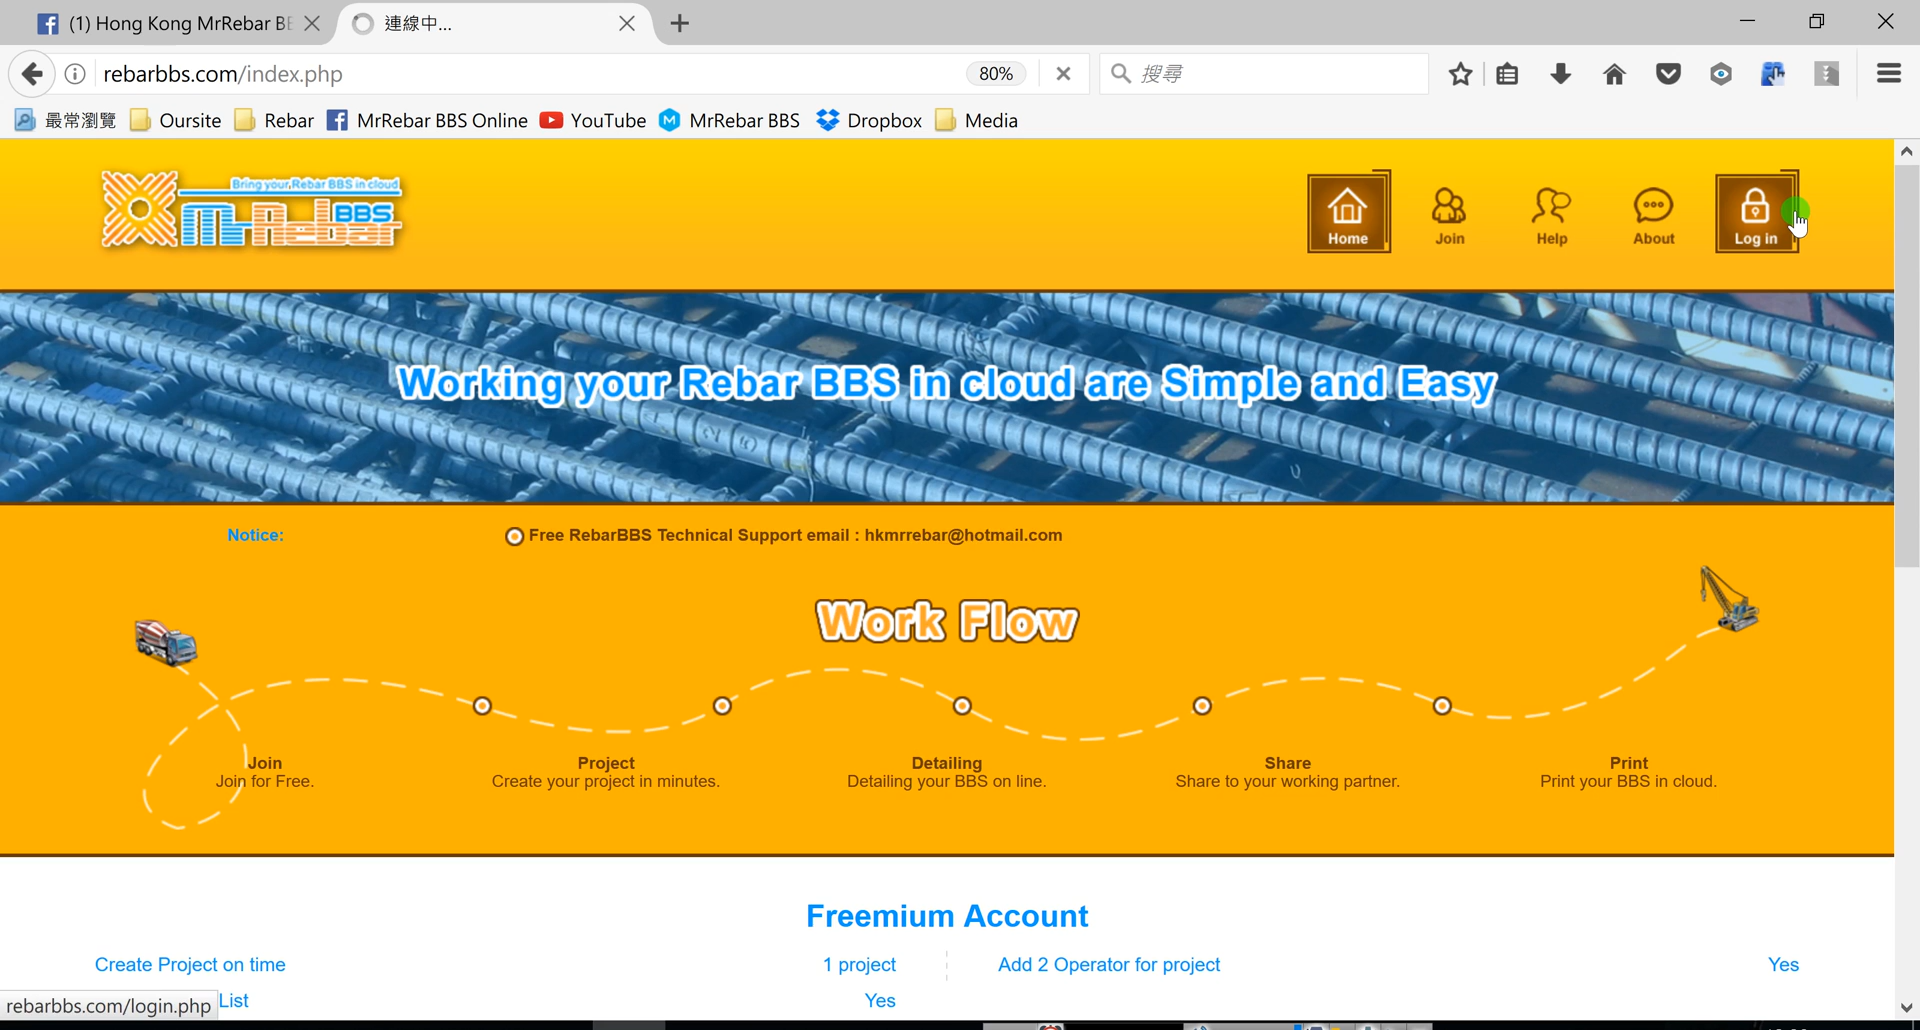 (1) Hong Kong MrRebar BE
連線中...
rebarbbs.com/index.php
80%
搜尋
最常瀏覽
Oursite
Rebar
MrRebar BBS Online
YouTube
MrRebar BBS
Dropbox
Media
Bring your Rebar BBS in cloud
MrRebar BBS
Home
Join
Help
About
Log in
Working your Rebar BBS in cloud are Simple and Easy
Notice:
Free RebarBBS Technical Support email : hkmrrebar@hotmail.com
Work Flow
Join
Join for Free.
Project
Create your project in minutes.
Detailing
Detailing your BBS on line.
Share
Share to your working partner.
Print
Print your BBS in cloud.
Freemium Account
Create Project on time
1 project
Add 2 Operator for project
Yes
List
Yes
rebarbbs.com/login.php